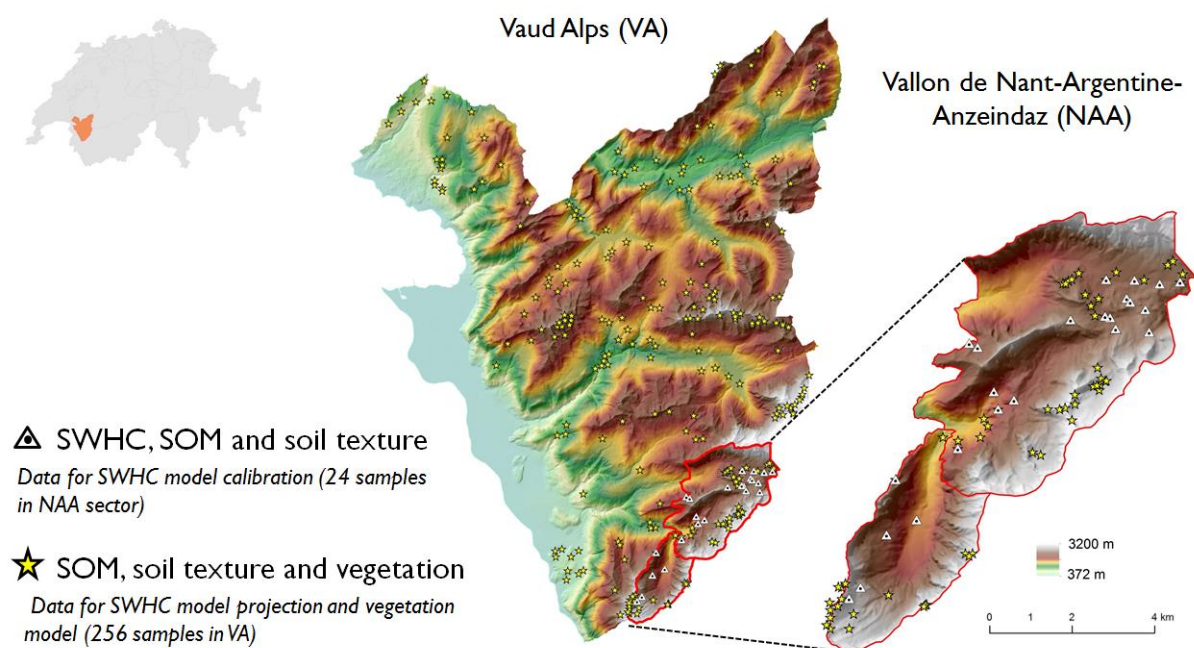 Vaud Alps (VA)
Vallon de Nant-Argentine-
Anzeindaz (NAA)
SWHC, SOM and soil texture
Data for SWHC model calibration (24 samples
in NAA sector)
SOM, soil texture and vegetation
Data for SWHC model projection and vegetation
model (256 samples in VA)
3200 m
372 m
0 1 2 4 km